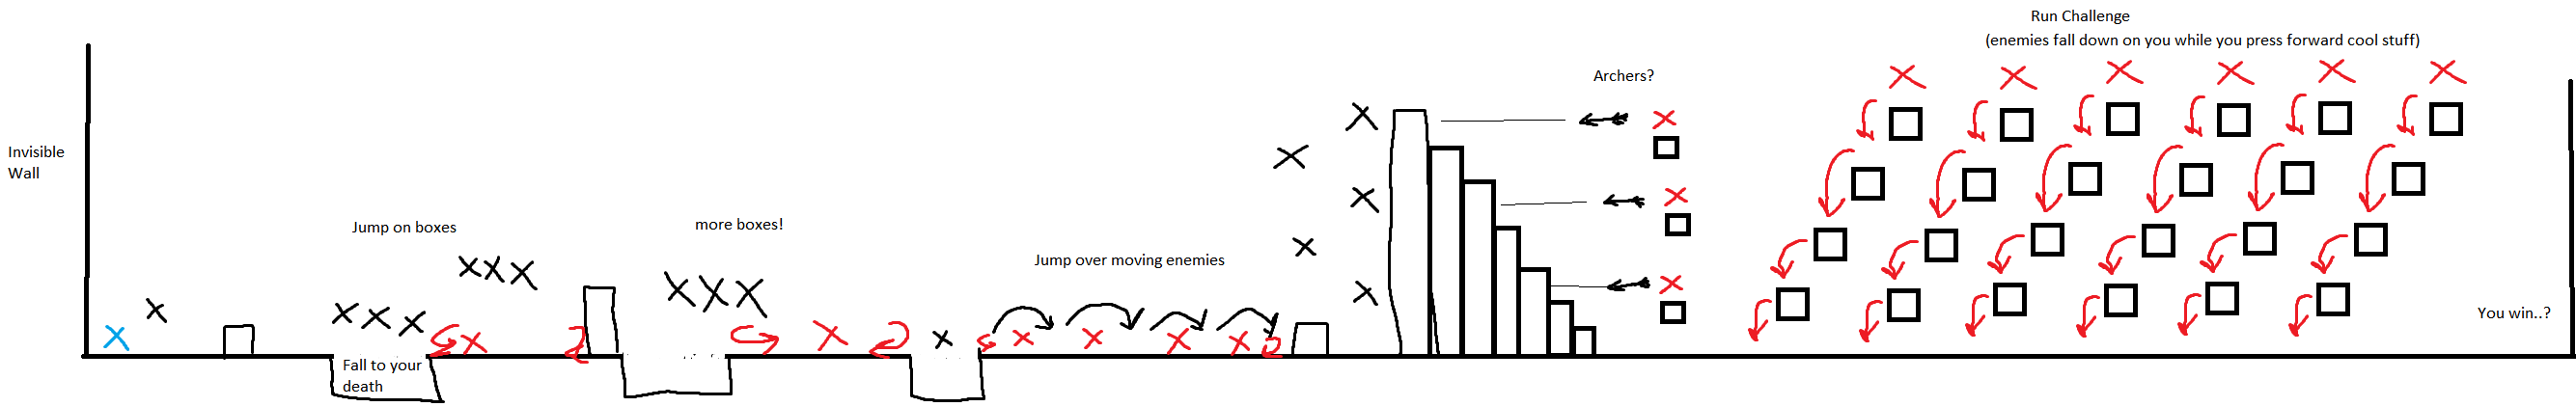 Invisible
Wall
Jump on boxes
Fall to your
death
more boxes!
Jump over moving enemies
Archers?
Run Challenge
(enemies fall down on you while you press forward cool stuff)
You win..?